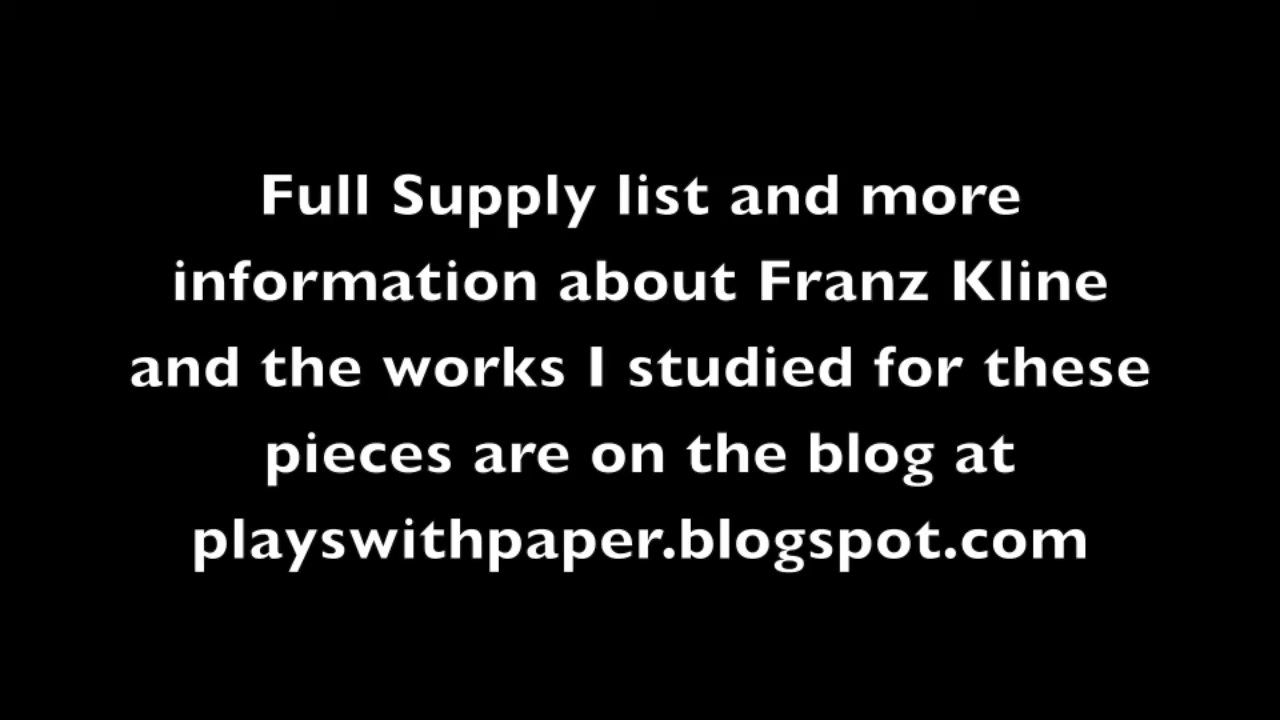 Full Supply list and more
information about Franz Kline
and the works I studied for these
pieces are on the blog at
playswithpaper.blogspot.com